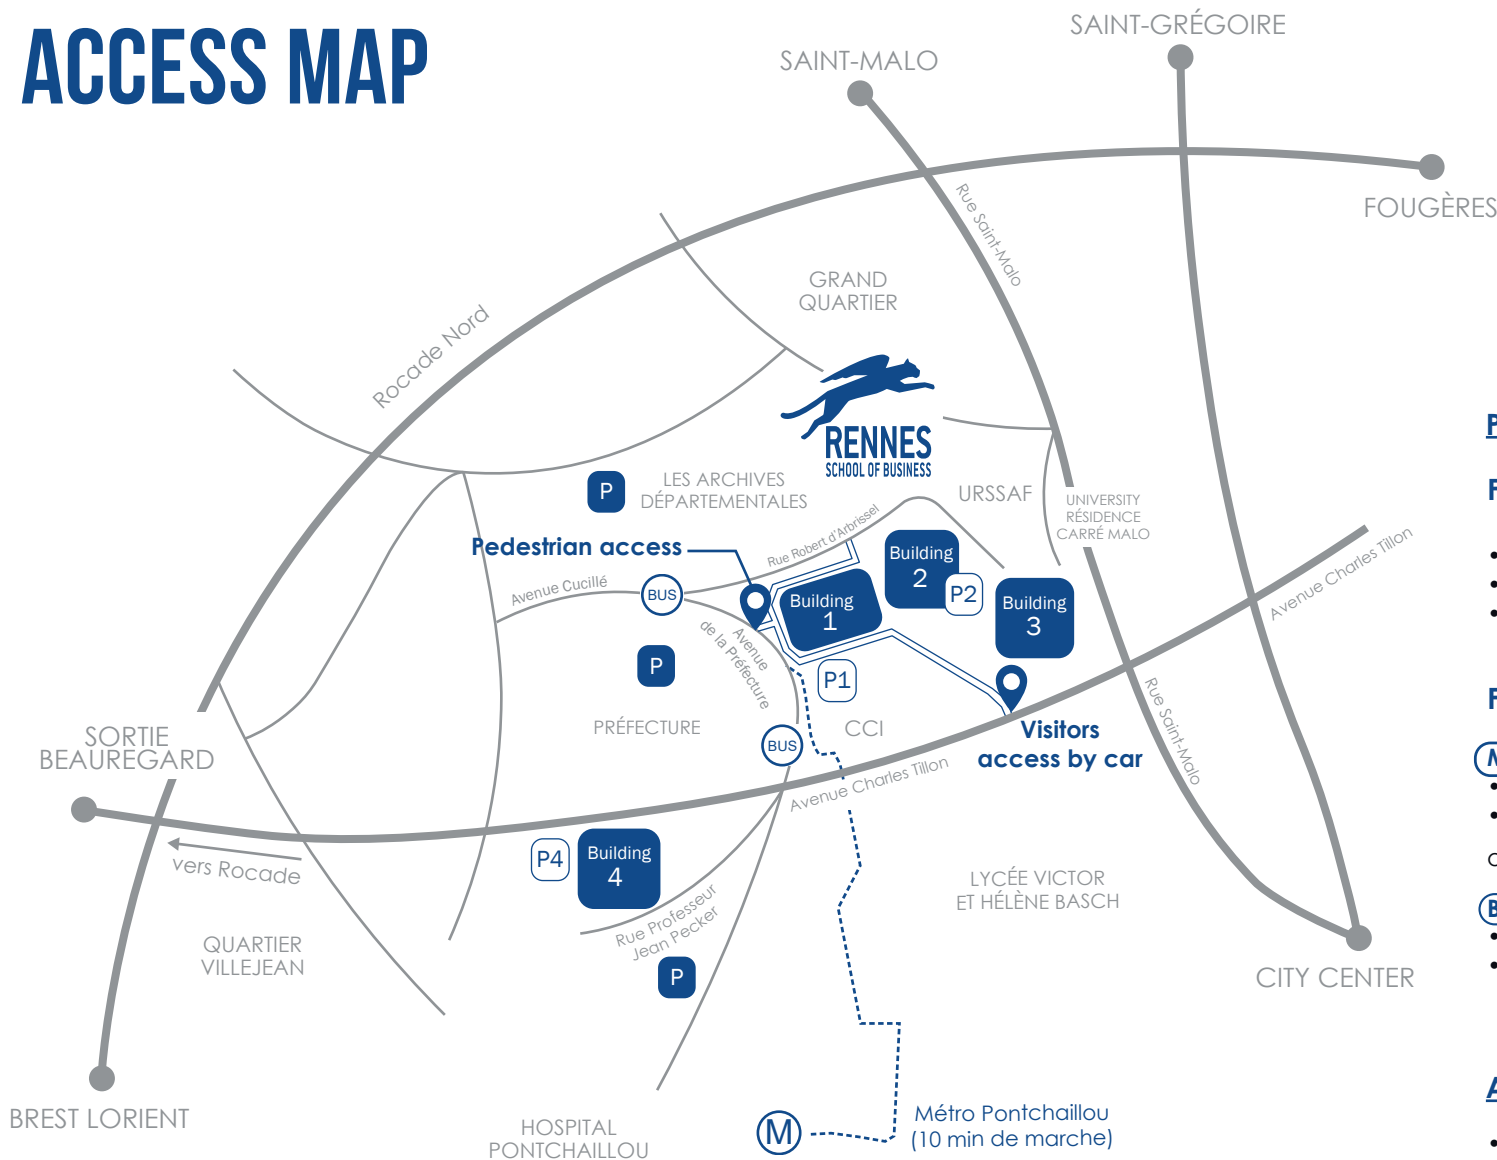 ACCESS MAP
SAINT-GRÉGOIRE
SAINT-MALO
FOUGÈRES
Rue Saint-Malo
GRAND
QUARTIER
Rocade Nord
RENNES
SCHOOL OF BUSINESS
P
LES ARCHIVES
DÉPARTEMENTALES
URSSAF
UNIVERSITY
RÉSIDENCE
CARRÉ MALO
Rue Robert d'Arbrissel
Pedestrian access
Avenue Charles Tillon
Building
2
P2
Avenue Cucillé
BUS
Building
1
Building
3
Avenue
de la Préfecture
P
P1
PRÉFECTURE
CCI
BUS
Visitors
access by car
Rue Saint-Malo
SORTIE
BEAUREGARD
Avenue Charles Tillon
vers Rocade
P4
Building
4
LYCÉE VICTOR
ET HÉLÈNE BASCH
Rue Professeur
Jean Pecker
QUARTIER
VILLEJEAN
P
CITY CENTER
BREST LORIENT
HOSPITAL
PONTCHAILLOU
M
Métro Pontchaillou
(10 min de marche)